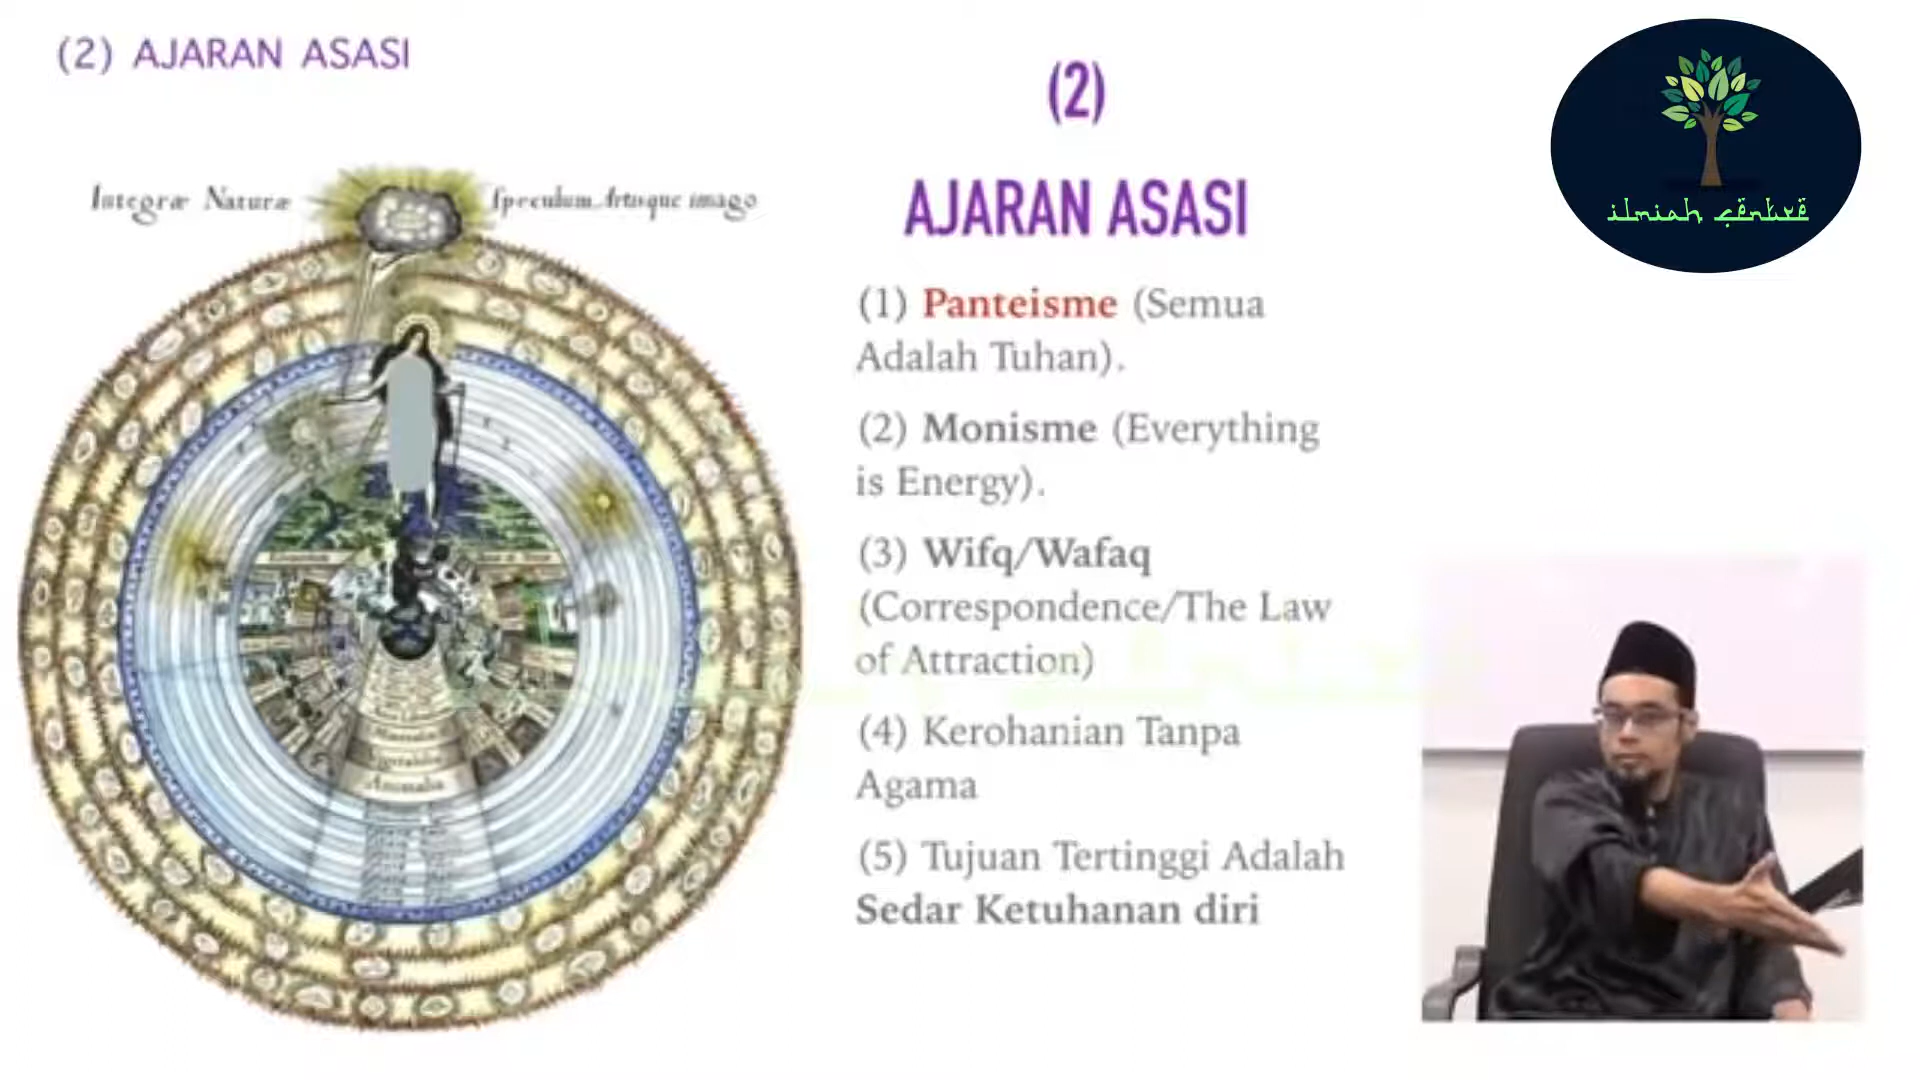 (2) AJARAN ASASI
(2)
AJARAN ASASI
Integræ Naturæ
Speculum Artisque imago
(1) Panteisme (Semua
Adalah Tuhan).
(2) Monisme (Everything
is Energy).
(3) Wifq/Wafaq
(Correspondence/The Law
of Attraction)
(4) Kerohanian Tanpa
Agama
(5) Tujuan Tertinggi Adalah
Sedar Ketuhanan diri
Animalia
ilmiah centre